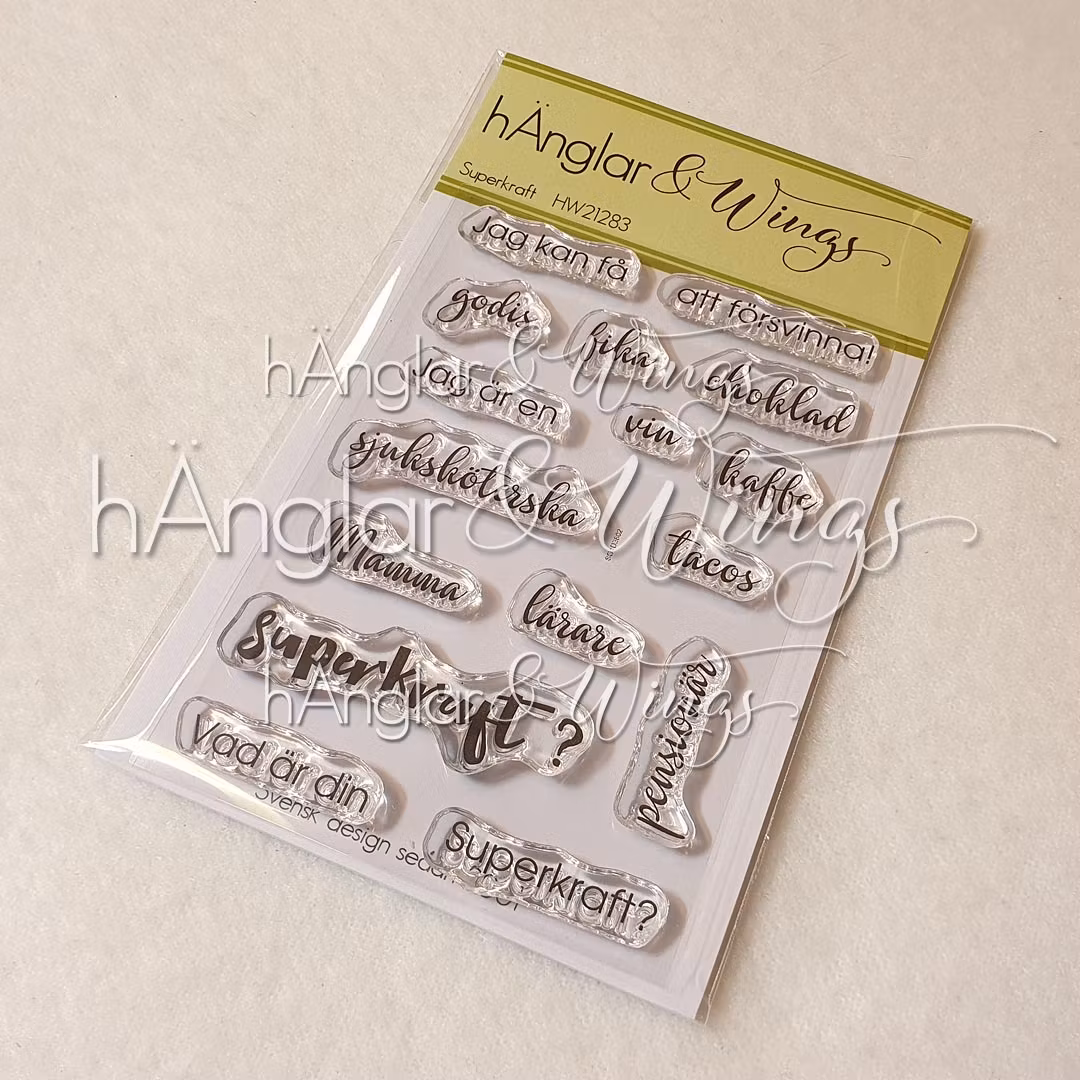 hÄnglar & Wings
Superkraft HW21283
Jag kan få
att försvinna!
godis
fika
choklad
Jag är en
vin
kaffe
sjuksköterska
tacos
Mamma
lärare
pensionär
superkraft - ?
Vad är din
superkraft?
Svensk design sedan
hÄnglar & Wings
hÄnglar & Wings
hÄnglar & Wings